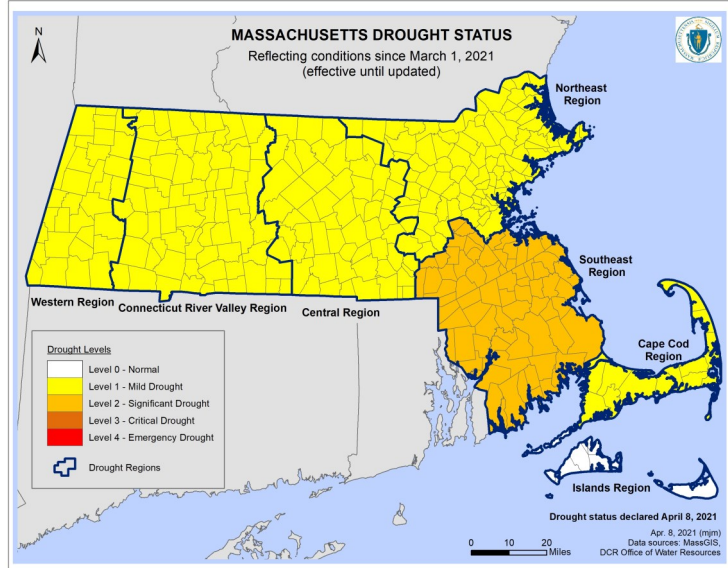 MASSACHUSETTS DROUGHT STATUS
Reflecting conditions since March 1, 2021
(effective until updated)
N
Northeast
Region
Southeast
Region
Western Region
Connecticut River Valley Region
Central Region
Cape Cod
Region
Drought Levels
Level 0 - Normal
Level 1 - Mild Drought
Level 2 - Significant Drought
Level 3 - Critical Drought
Level 4 - Emergency Drought
Drought Regions
Islands Region
Drought status declared April 8, 2021
Apr. 8, 2021 (mjm)
Data sources: MassGIS,
DCR Office of Water Resources
0 10 20
Miles